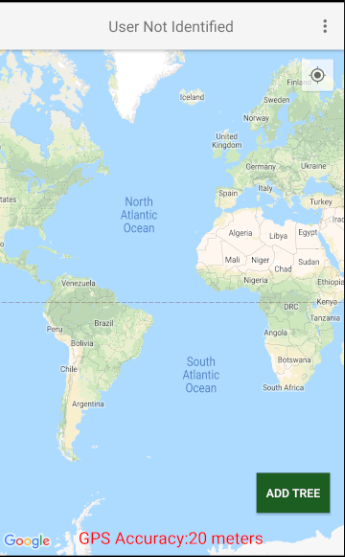 User Not Identified
Iceland
Finla
Sweden
Norway
United
Kingdom
Germany
Ukraine
Spain
Italy
Turkey
tates
North
Atlantic
Ocean
Iraq
Algeria
Libya
Egypt
Mali
Niger
Chad
Sudan
Nigeria
Ethiopia
Venezuela
DRC
Kenya
Tanzania
Peru
Brazil
Bolivia
Angola
Chile
South
Atlantic
Ocean
Botswana
South Africa
Argentina
ADD TREE
Google
GPS Accuracy:20 meters